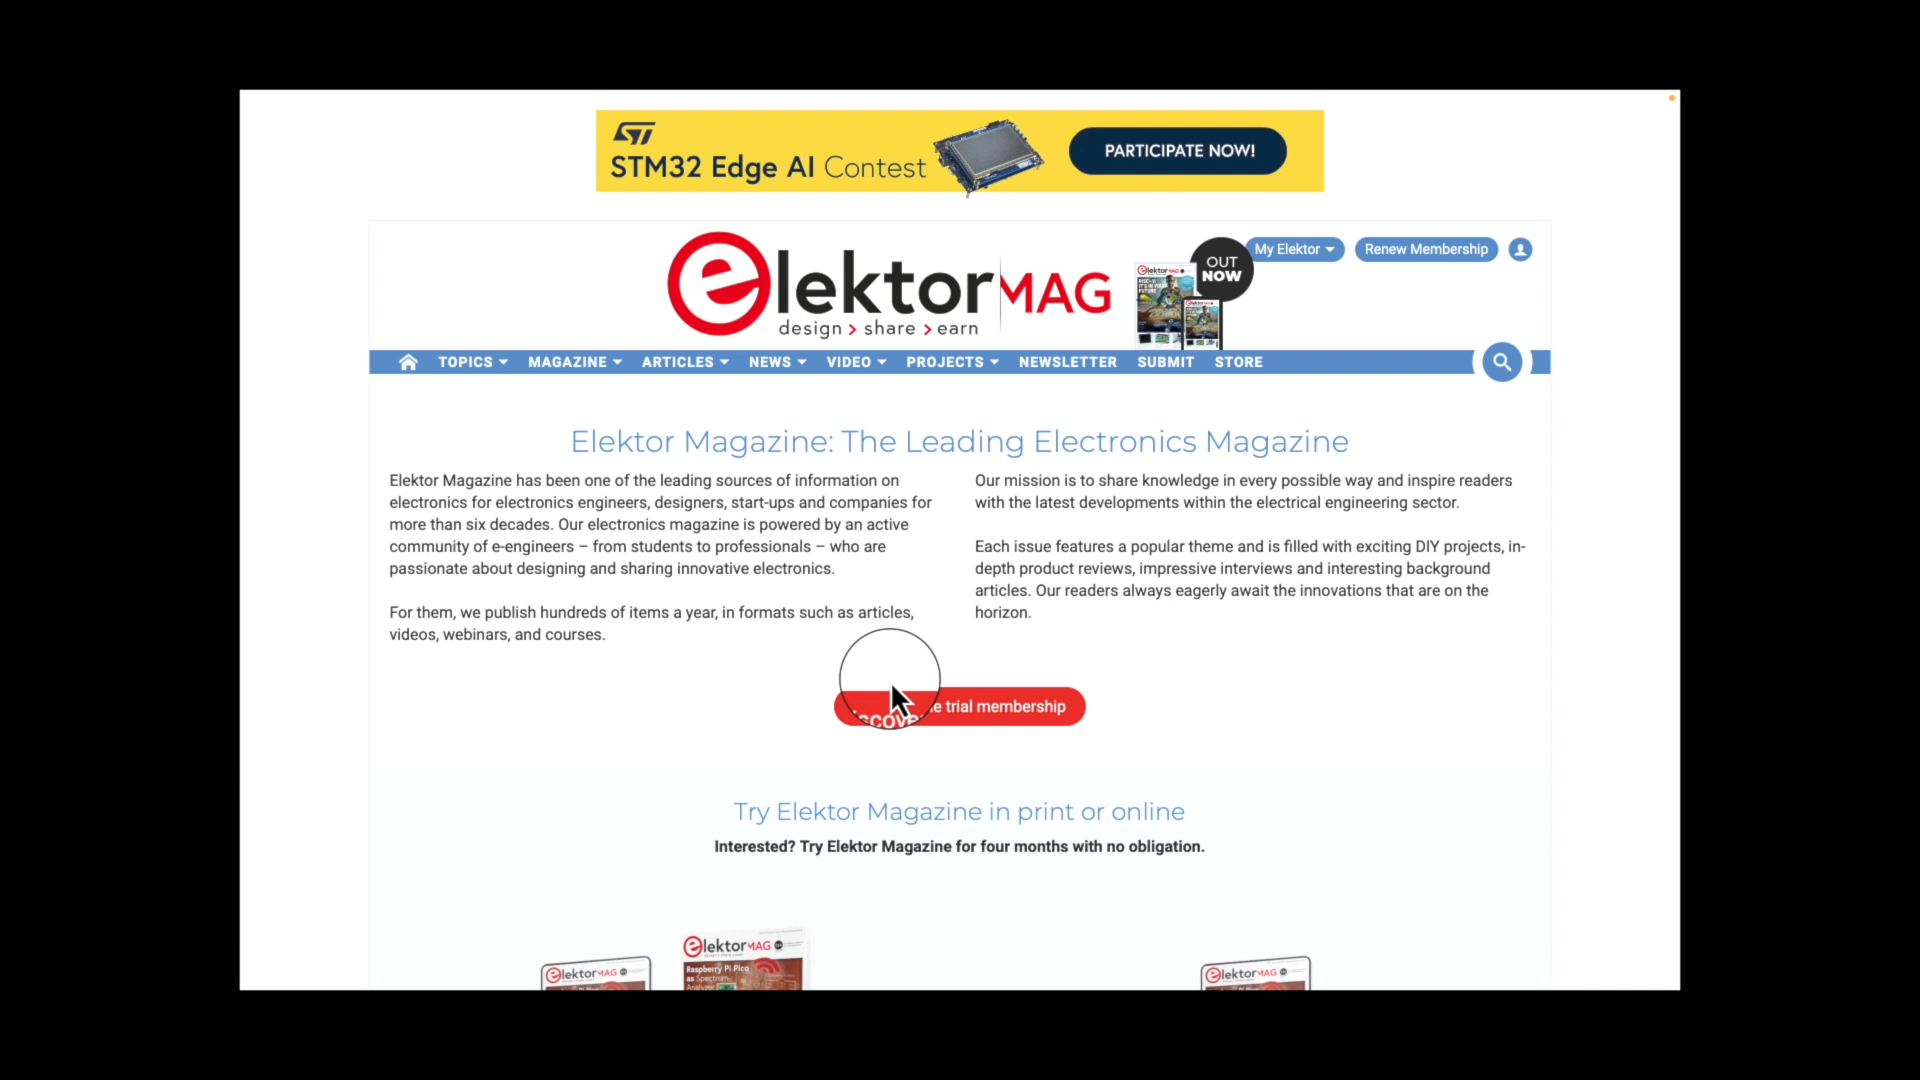 STM32 Edge AI Contest
PARTICIPATE NOW!
elektor MAG
design > share > earn
OUT
NOW
My Elektor
Renew Membership
TOPICS MAGAZINE ARTICLES NEWS VIDEO PROJECTS NEWSLETTER SUBMIT STORE
Elektor Magazine: The Leading Electronics Magazine
Elektor Magazine has been one of the leading sources of information on
electronics for electronics engineers, designers, start-ups and companies for
more than six decades. Our electronics magazine is powered by an active
community of e-engineers – from students to professionals – who are
passionate about designing and sharing innovative electronics.
For them, we publish hundreds of items a year, in formats such as articles,
videos, webinars, and courses.
Our mission is to share knowledge in every possible way and inspire readers
with the latest developments within the electrical engineering sector.
Each issue features a popular theme and is filled with exciting DIY projects, in-
depth product reviews, impressive interviews and interesting background
articles. Our readers always eagerly await the innovations that are on the
horizon.
trial membership
Try Elektor Magazine in print or online
Interested? Try Elektor Magazine for four months with no obligation.
elektor MAG
elektor MAG
Raspberry Pi Pico
as Spectrum
Analyzer
elektor MAG